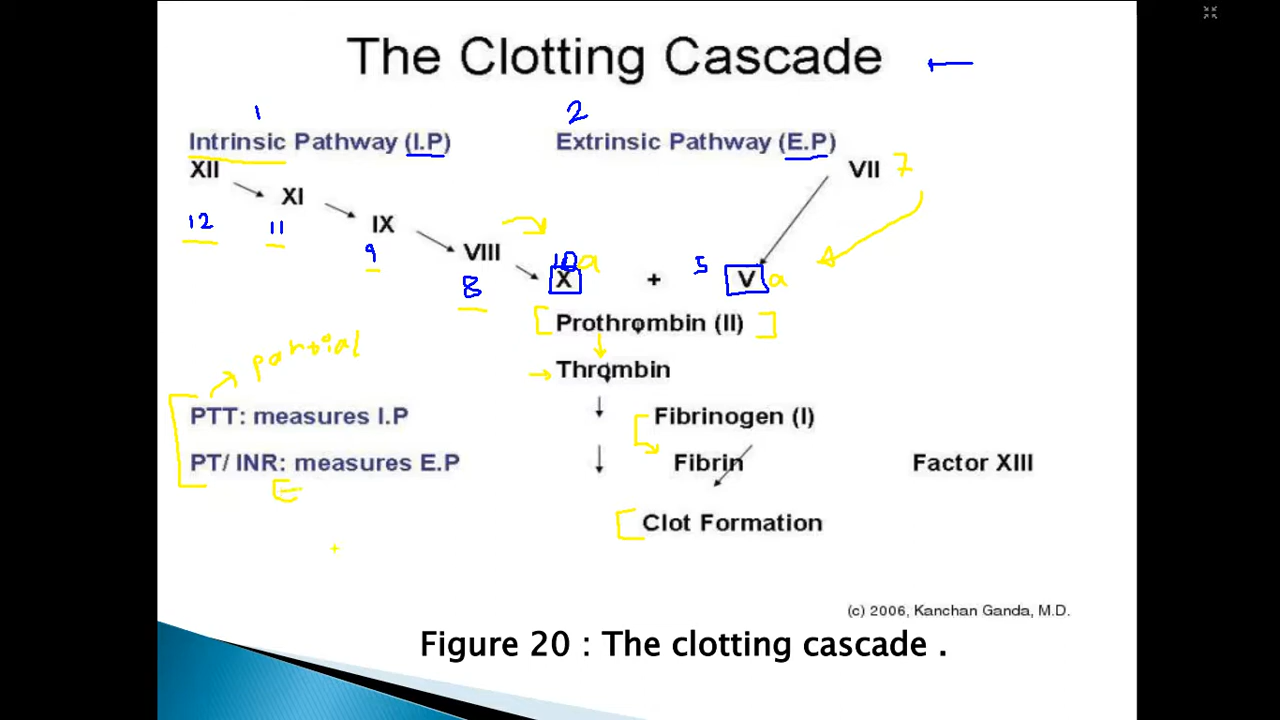 The Clotting Cascade
1 2
Intrinsic Pathway (I.P) Extrinsic Pathway (E.P)
XII VII 7
XI
12 11 IX
9 VIII 10a 5
8 X + V a
Prothrombin (II)
partial
Thrombin
PTT: measures I.P Fibrinogen (I)
PT/ INR: measures E.P Fibrin Factor XIII
E
Clot Formation
(c) 2006, Kanchan Ganda, M.D.
Figure 20 : The clotting cascade .